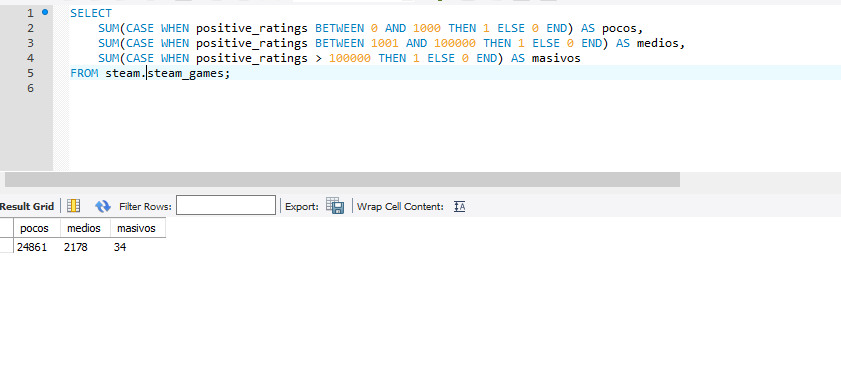 1 SELECT
2 SUM(CASE WHEN positive_ratings BETWEEN 0 AND 1000 THEN 1 ELSE 0 END) AS pocos,
3 SUM(CASE WHEN positive_ratings BETWEEN 1001 AND 100000 THEN 1 ELSE 0 END) AS medios,
4 SUM(CASE WHEN positive_ratings > 100000 THEN 1 ELSE 0 END) AS masivos
5 FROM steam.steam_games;
6
Result Grid Filter Rows: Export: Wrap Cell Content:
pocos medios masivos
24861 2178 34